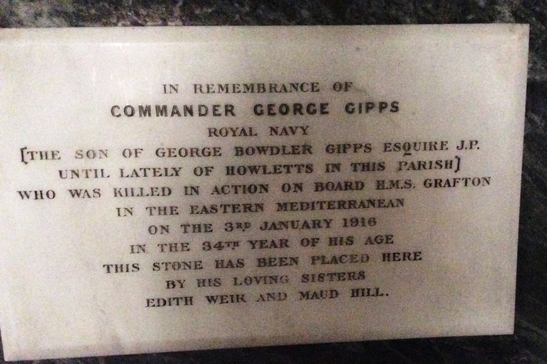 IN REMEMBRANCE OF
COMMANDER GEORGE GIPPS
ROYAL NAVY
[THE SON OF GEORGE BOWDLER GIPPS ESQUIRE J.P.
UNTIL LATELY OF HOWLETTS IN THIS PARISH]
WHO WAS KILLED IN ACTION ON BOARD H.M.S. GRAFTON
IN THE EASTERN MEDITERRANEAN
ON THE 3RD JANUARY 1916
IN THE 34TH YEAR OF HIS AGE
THIS STONE HAS BEEN PLACED HERE
BY HIS LOVING SISTERS
EDITH WEIR AND MAUD HILL.